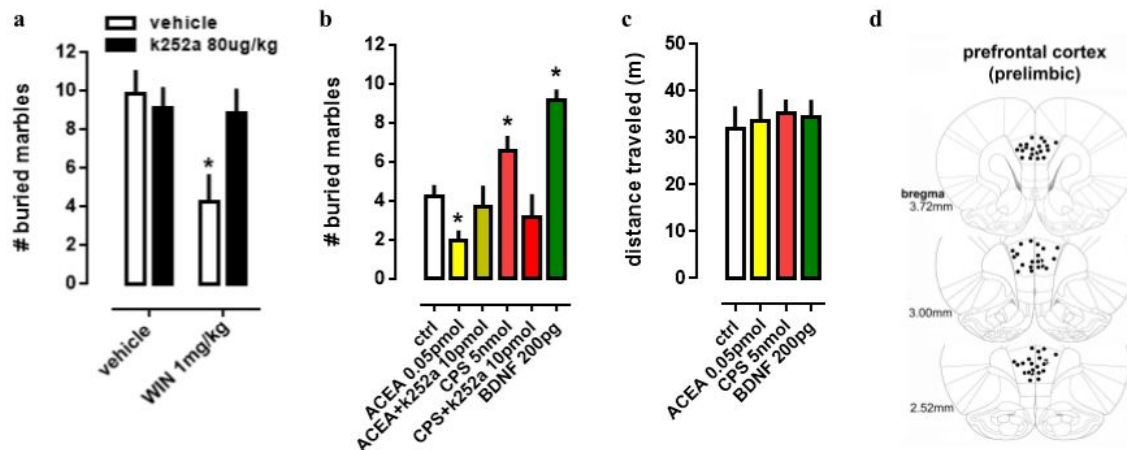 a
vehicle
k252a 80ug/kg
# buried marbles
12
10
8
6
4
2
0
*
vehicle
WIN 1mg/kg
b
# buried marbles
12
10
8
6
4
2
0
*
*
*
ctrl
ACEA 0.05pmol
ACEA+k252a 10pmol
CPS 5nmol
CPS+k252a 10pmol
BDNF 200pg
c
distance traveled (m)
50
40
30
20
10
0
ctrl
ACEA 0.05pmol
CPS 5nmol
BDNF 200pg
d
prefrontal cortex
(prelimbic)
bregma
3.72mm
3.00mm
2.52mm